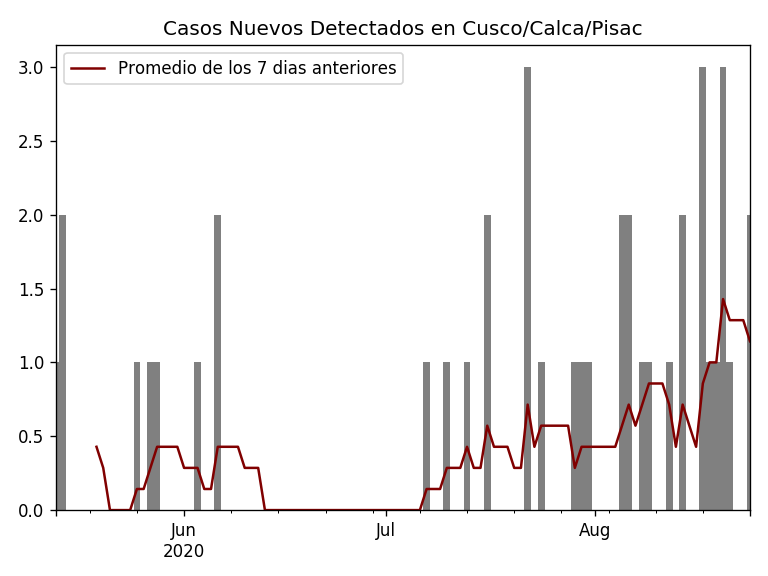 Casos Nuevos Detectados en Cusco/Calca/Pisac
Promedio de los 7 dias anteriores
3.0
2.5
2.0
1.5
1.0
0.5
0.0
Jun
2020
Jul
Aug